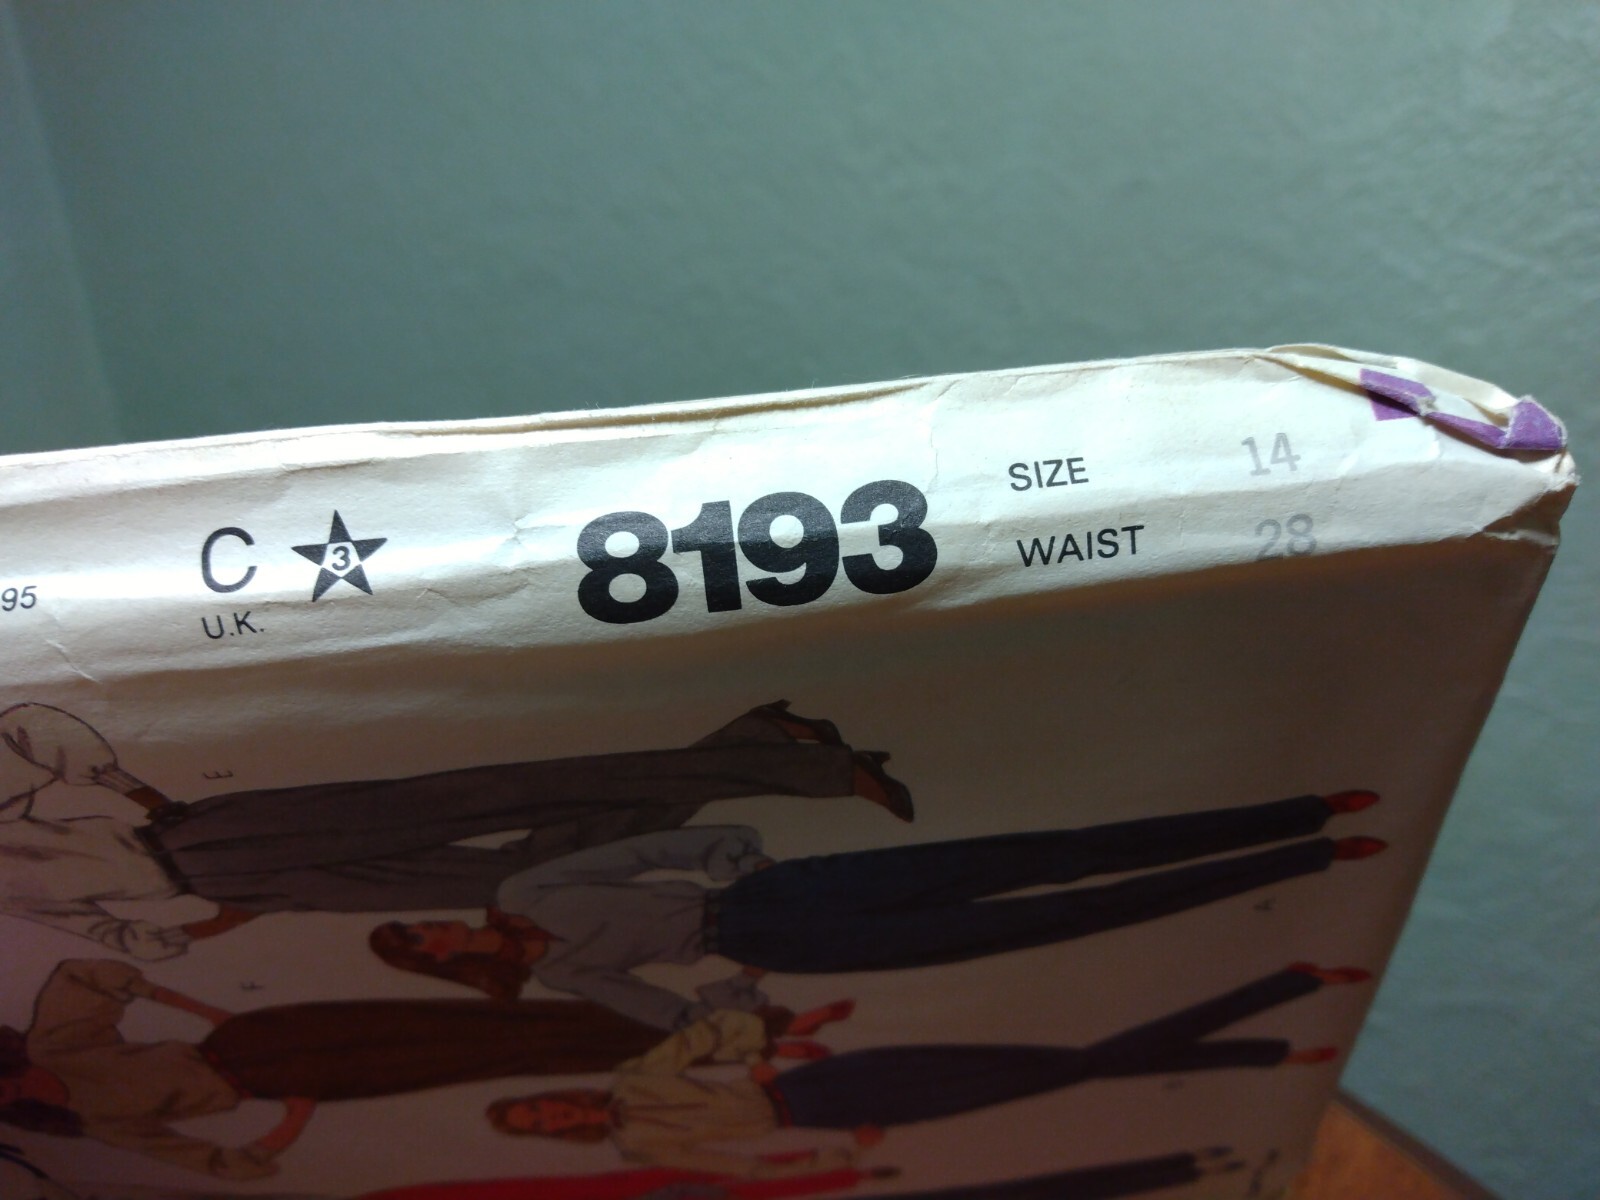 95
C 3
U.K.
8193
SIZE 14
WAIST 28
E
F
A